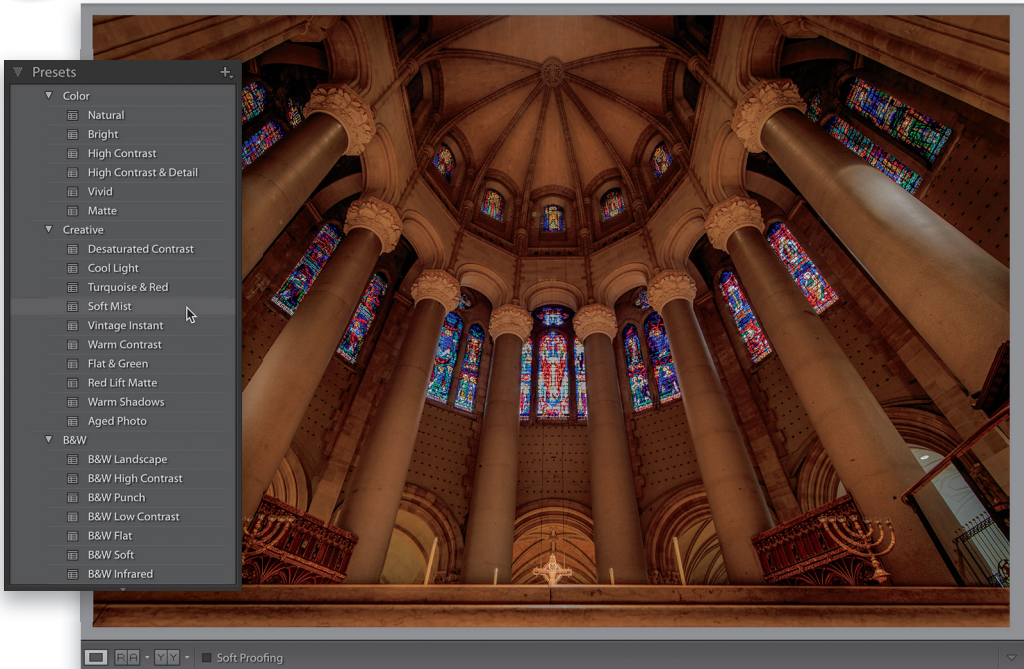 Presets
Color
Natural
Bright
High Contrast
High Contrast & Detail
Vivid
Matte
Creative
Desaturated Contrast
Cool Light
Turquoise & Red
Soft Mist
Vintage Instant
Warm Contrast
Flat & Green
Red Lift Matte
Warm Shadows
Aged Photo
B&W
B&W Landscape
B&W High Contrast
B&W Punch
B&W Low Contrast
B&W Flat
B&W Soft
B&W Infrared
R A Y Y Soft Proofing